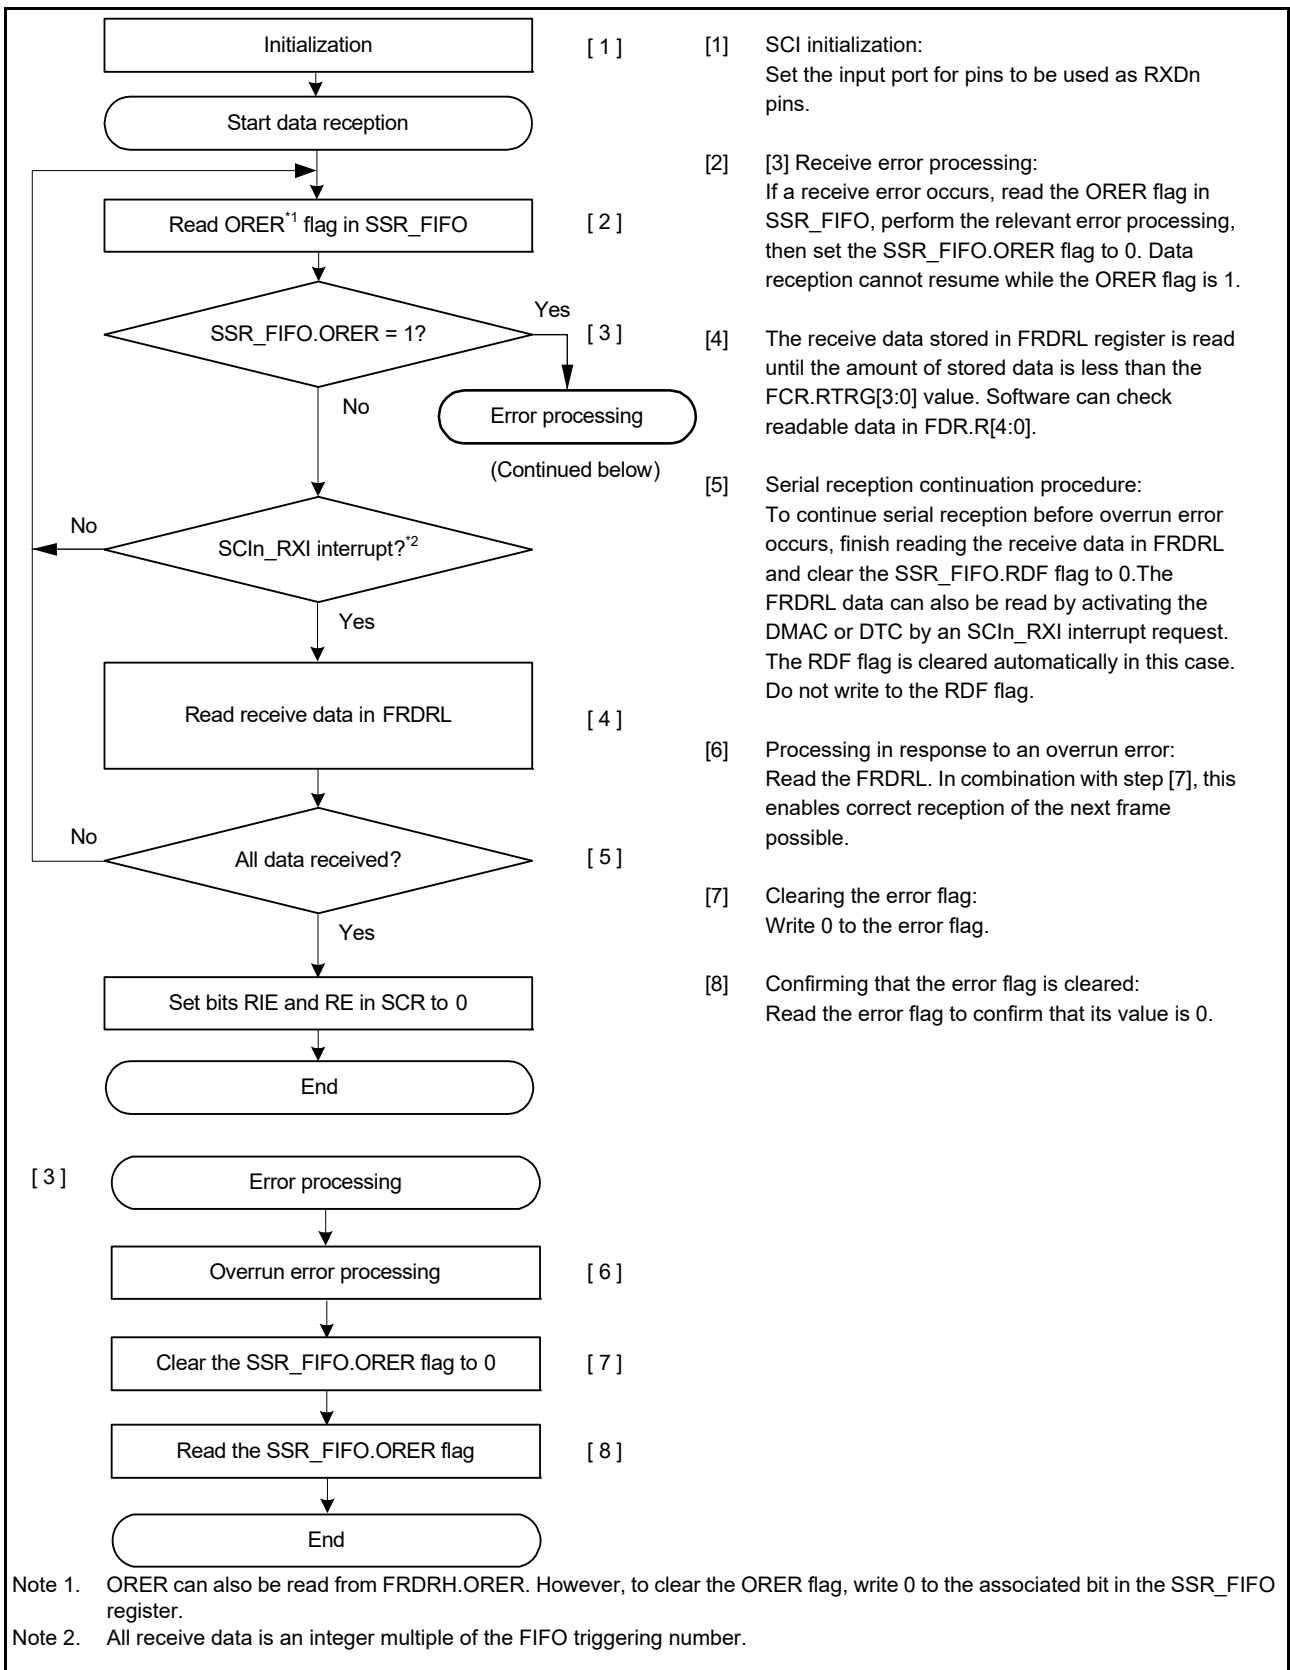 Initialization
[ 1 ]
Start data reception
Read ORER*1 flag in SSR_FIFO
[ 2 ]
SSR_FIFO.ORER = 1?
Yes
[ 3 ]
No
Error processing
(Continued below)
No
SCIn_RXI interrupt?*2
Yes
Read receive data in FRDRL
[ 4 ]
No
All data received?
[ 5 ]
Yes
Set bits RIE and RE in SCR to 0
End
[1] SCI initialization:
Set the input port for pins to be used as RXDn
pins.
[2] [3] Receive error processing:
If a receive error occurs, read the ORER flag in
SSR_FIFO, perform the relevant error processing,
then set the SSR_FIFO.ORER flag to 0. Data
reception cannot resume while the ORER flag is 1.
[4] The receive data stored in FRDRL register is read
until the amount of stored data is less than the
FCR.RTRG[3:0] value. Software can check
readable data in FDR.R[4:0].
[5] Serial reception continuation procedure:
To continue serial reception before overrun error
occurs, finish reading the receive data in FRDRL
and clear the SSR_FIFO.RDF flag to 0.The
FRDRL data can also be read by activating the
DMAC or DTC by an SCIn_RXI interrupt request.
The RDF flag is cleared automatically in this case.
Do not write to the RDF flag.
[6] Processing in response to an overrun error:
Read the FRDRL. In combination with step [7], this
enables correct reception of the next frame
possible.
[7] Clearing the error flag:
Write 0 to the error flag.
[8] Confirming that the error flag is cleared:
Read the error flag to confirm that its value is 0.
[ 3 ]
Error processing
Overrun error processing
[ 6 ]
Clear the SSR_FIFO.ORER flag to 0
[ 7 ]
Read the SSR_FIFO.ORER flag
[ 8 ]
End
Note 1. ORER can also be read from FRDRH.ORER. However, to clear the ORER flag, write 0 to the associated bit in the SSR_FIFO
register.
Note 2. All receive data is an integer multiple of the FIFO triggering number.